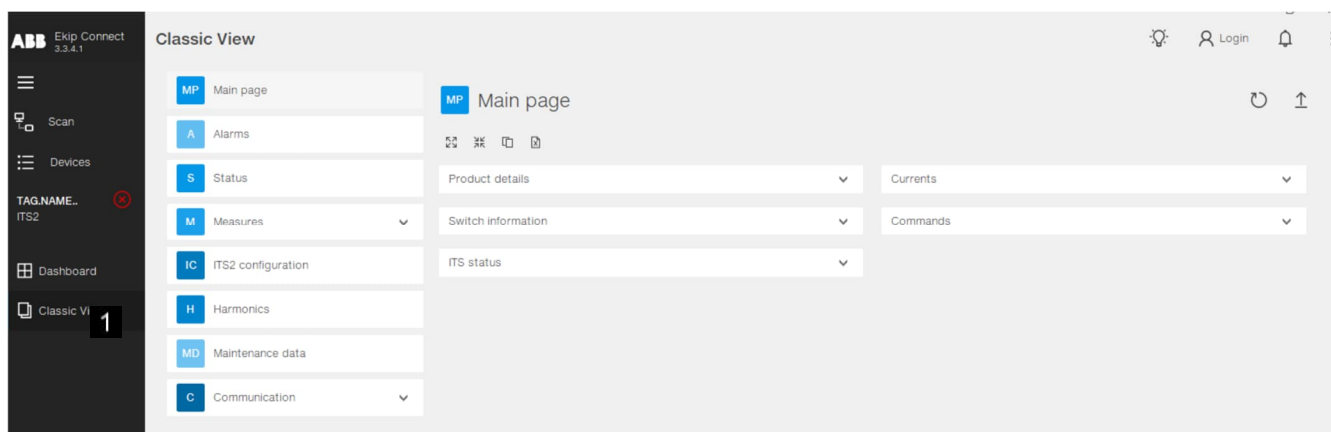 ABB Ekip Connect
3.3.4.1
Classic View
Login
Scan
Devices
TAG.NAME..
ITS2
Dashboard
Classic Vi
1
MP Main page
A Alarms
S Status
M Measures
IC ITS2 configuration
H Harmonics
MD Maintenance data
C Communication
MP Main page
Product details
Currents
Switch information
Commands
ITS status